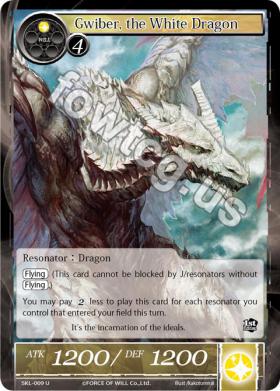 Gwiber, the White Dragon
WILL
4
fowtcg.us
Resonator : Dragon
Flying (This card cannot be blocked by J/resonators without
Flying.)
You may pay 2 less to play this card for each resonator you
control that entered your field this turn.
It's the incarnation of the ideals.
1st
ATK 1200/ DEF 1200
SKL-009 U
©FORCE OF WILL Co.,Ltd.
Illust /Kakotomirai